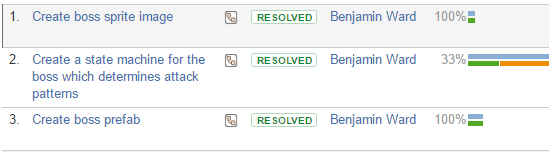 1. Create boss sprite image RESOLVED Benjamin Ward 100%
2. Create a state machine for the RESOLVED Benjamin Ward 33%
boss which determines attack
patterns
3. Create boss prefab RESOLVED Benjamin Ward 100%